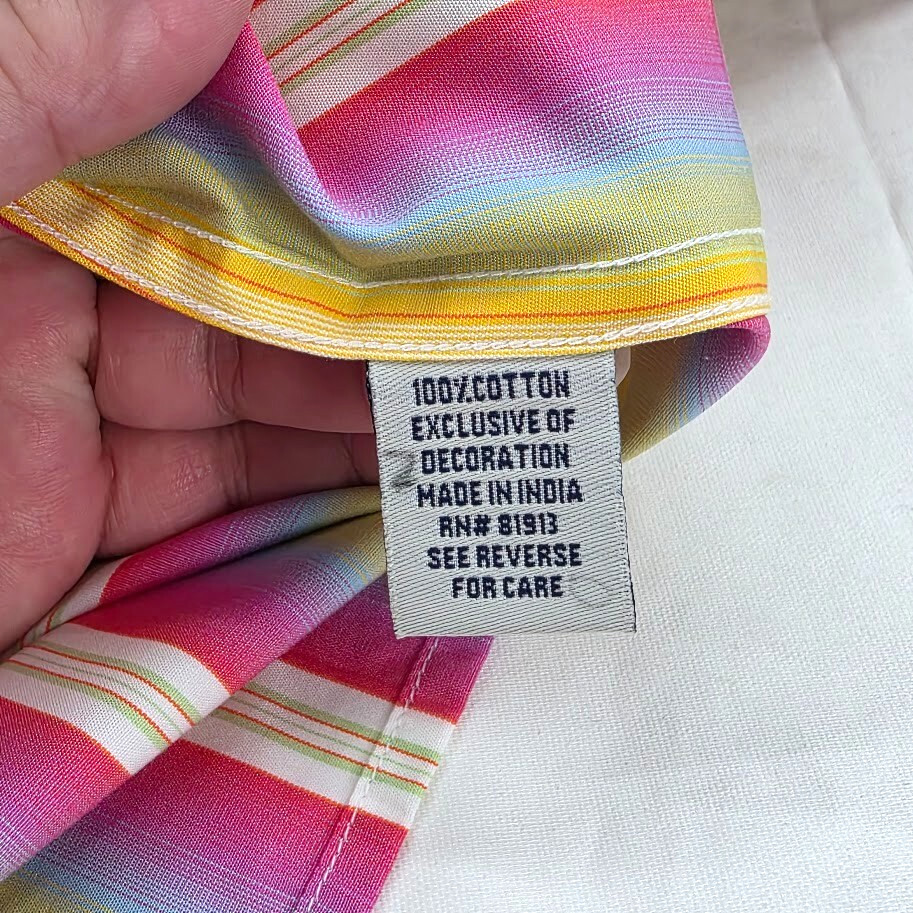 100% COTTON
EXCLUSIVE OF
DECORATION
MADE IN INDIA
RN# 81913
SEE REVERSE
FOR CARE